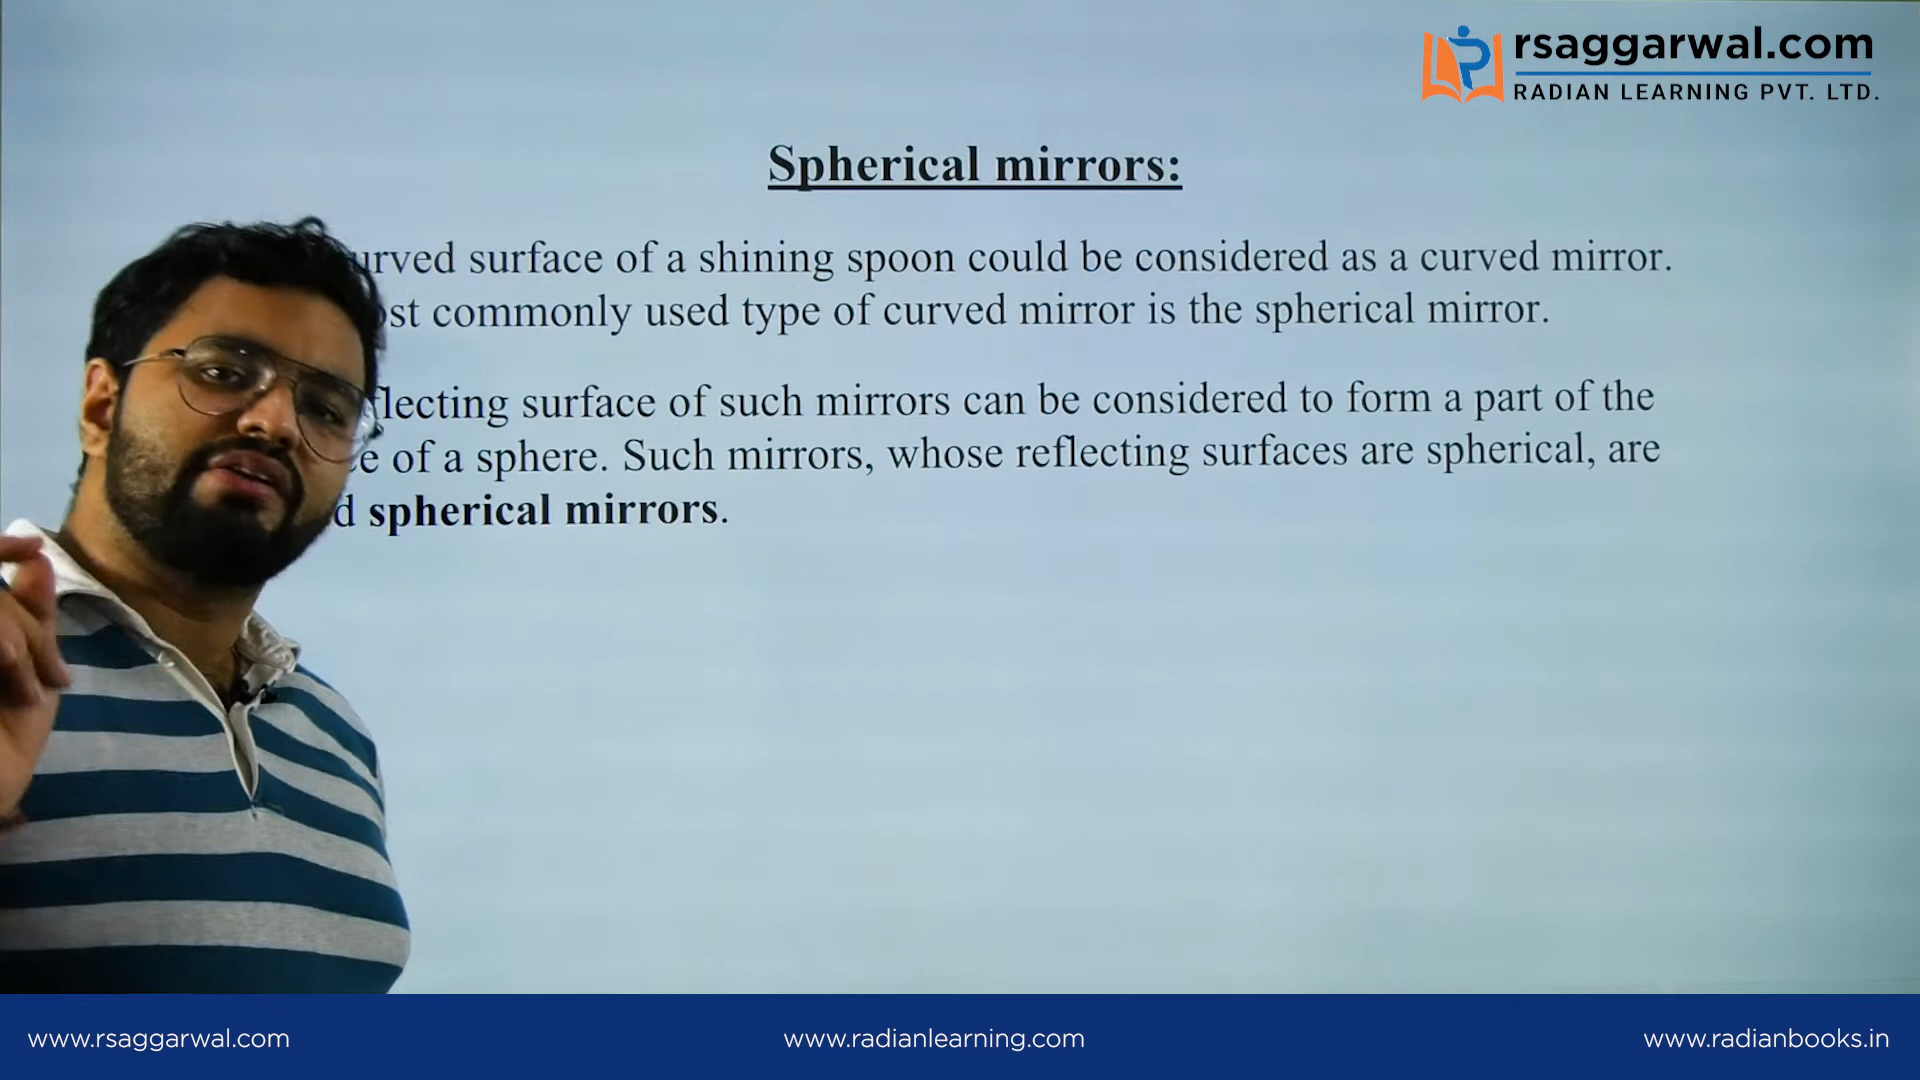 rsaggarwal.com
RADIAN LEARNING PVT. LTD.
Spherical mirrors:
surface of a shining spoon could be considered as a curved mirror.
commonly used type of curved mirror is the spherical mirror.
surface of such mirrors can be considered to form a part of the
of a sphere. Such mirrors, whose reflecting surfaces are spherical, are
spherical mirrors.
www.rsaggarwal.com
www.radianlearning.com
www.radianbooks.in